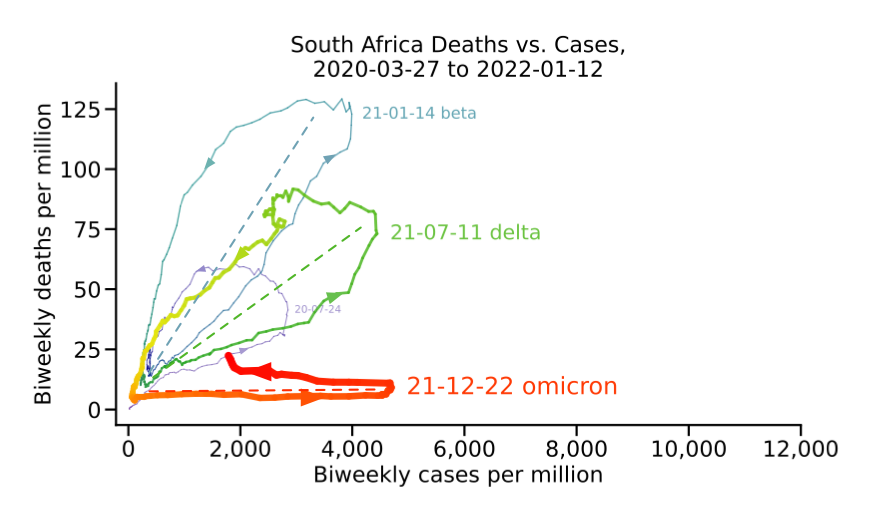 South Africa Deaths vs. Cases,
2020-03-27 to 2022-01-12
Biweekly deaths per million
125
100
75
50
25
0
21-01-14 beta
21-07-11 delta
20-07-24
21-12-22 omicron
0
2,000
4,000
6,000
8,000
10,000
12,000
Biweekly cases per million